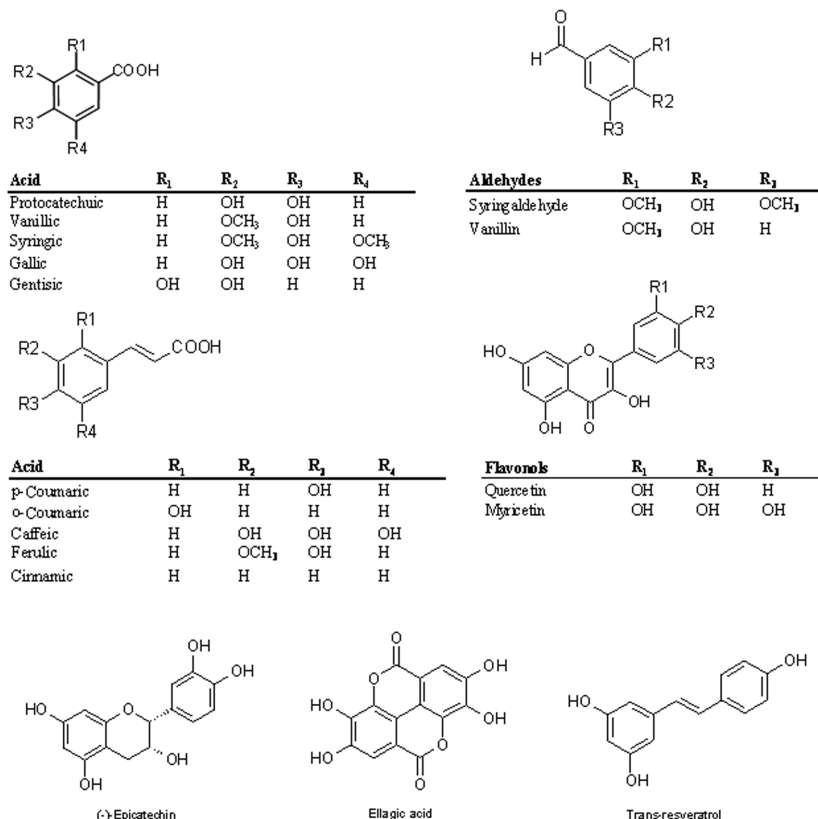 R1
R2
COOH
R3
R4
Acid R1 R2 R3 R4
Protocatechuic H OH OH H
Vanillic H OCH3 OH H
Syringic H OCH3 OH OCH3
Gallic H OH OH OH
Gentisic OH OH H H
O
H
R1
R2
R3
Aldehydes R1 R2 R3
Syringaldehyde OCH3 OH OCH3
Vanillin OCH3 OH H
R1
R2
COOH
R3
R4
Acid R1 R2 R3 R4
p-Coumaric H H OH H
o-Coumaric OH H H H
Caffeic H OH OH OH
Ferulic H OCH3 OH H
Cinnamic H H H H
R1
R2
R3
HO
O
OH
OH O
Flavonols R1 R2 R3
Quercetin OH OH H
Myricetin OH OH OH
OH
OH
HO
O
OH
OH
(-)-Epicatechin
O
O
OH
HO
OH
HO
O
O
Ellagic acid
OH
HO
OH
Trans-resveratrol